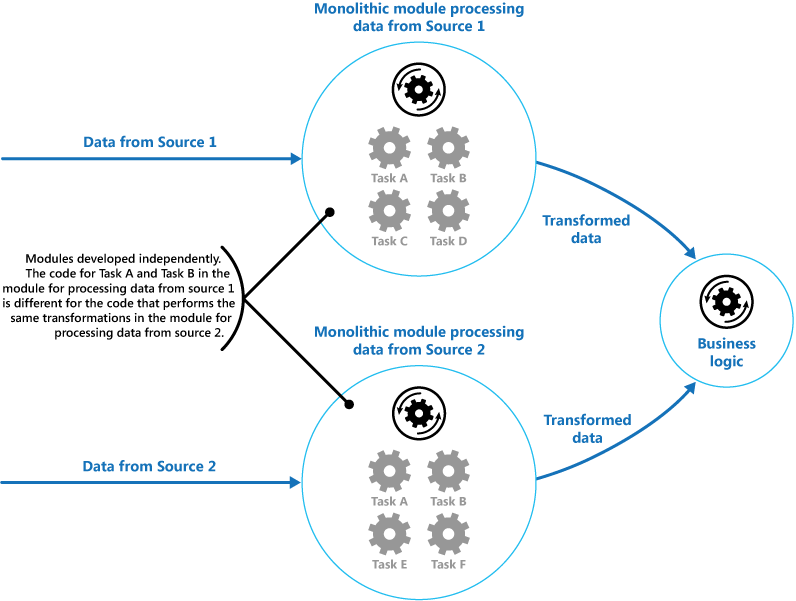 Monolithic module processing
data from Source 1
Data from Source 1
Task A
Task B
Task C
Task D
Transformed
data
Modules developed independently.
The code for Task A and Task B in the
module for processing data from source 1
is different for the code that performs the
same transformations in the module for
processing data from source 2.
Business
logic
Monolithic module processing
data from Source 2
Data from Source 2
Task A
Task B
Task E
Task F
Transformed
data